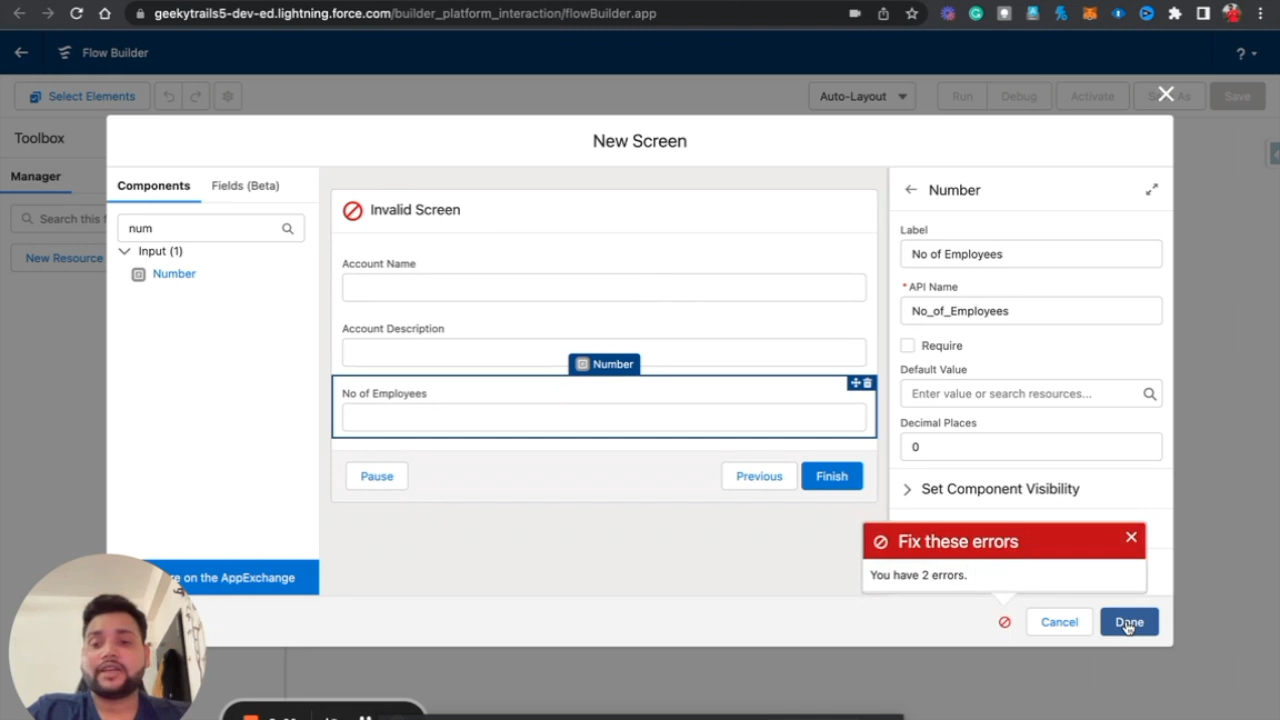 geekytrails5-dev-ed.lightning.force.com/builder_platform_interaction/flowBuilder.app
Flow Builder
?
Select Elements
Auto-Layout
Run
Debug
Activate
As
Save
Toolbox
Manager
Search this f
New Resource
New Screen
Components
Fields (Beta)
num
Input (1)
Number
re on the AppExchange
Invalid Screen
Account Name
Account Description
Number
No of Employees
Pause
Previous
Finish
Number
Label
No of Employees
* API Name
No_of_Employees
Require
Default Value
Enter value or search resources...
Decimal Places
0
Set Component Visibility
Fix these errors
You have 2 errors.
Cancel
Done